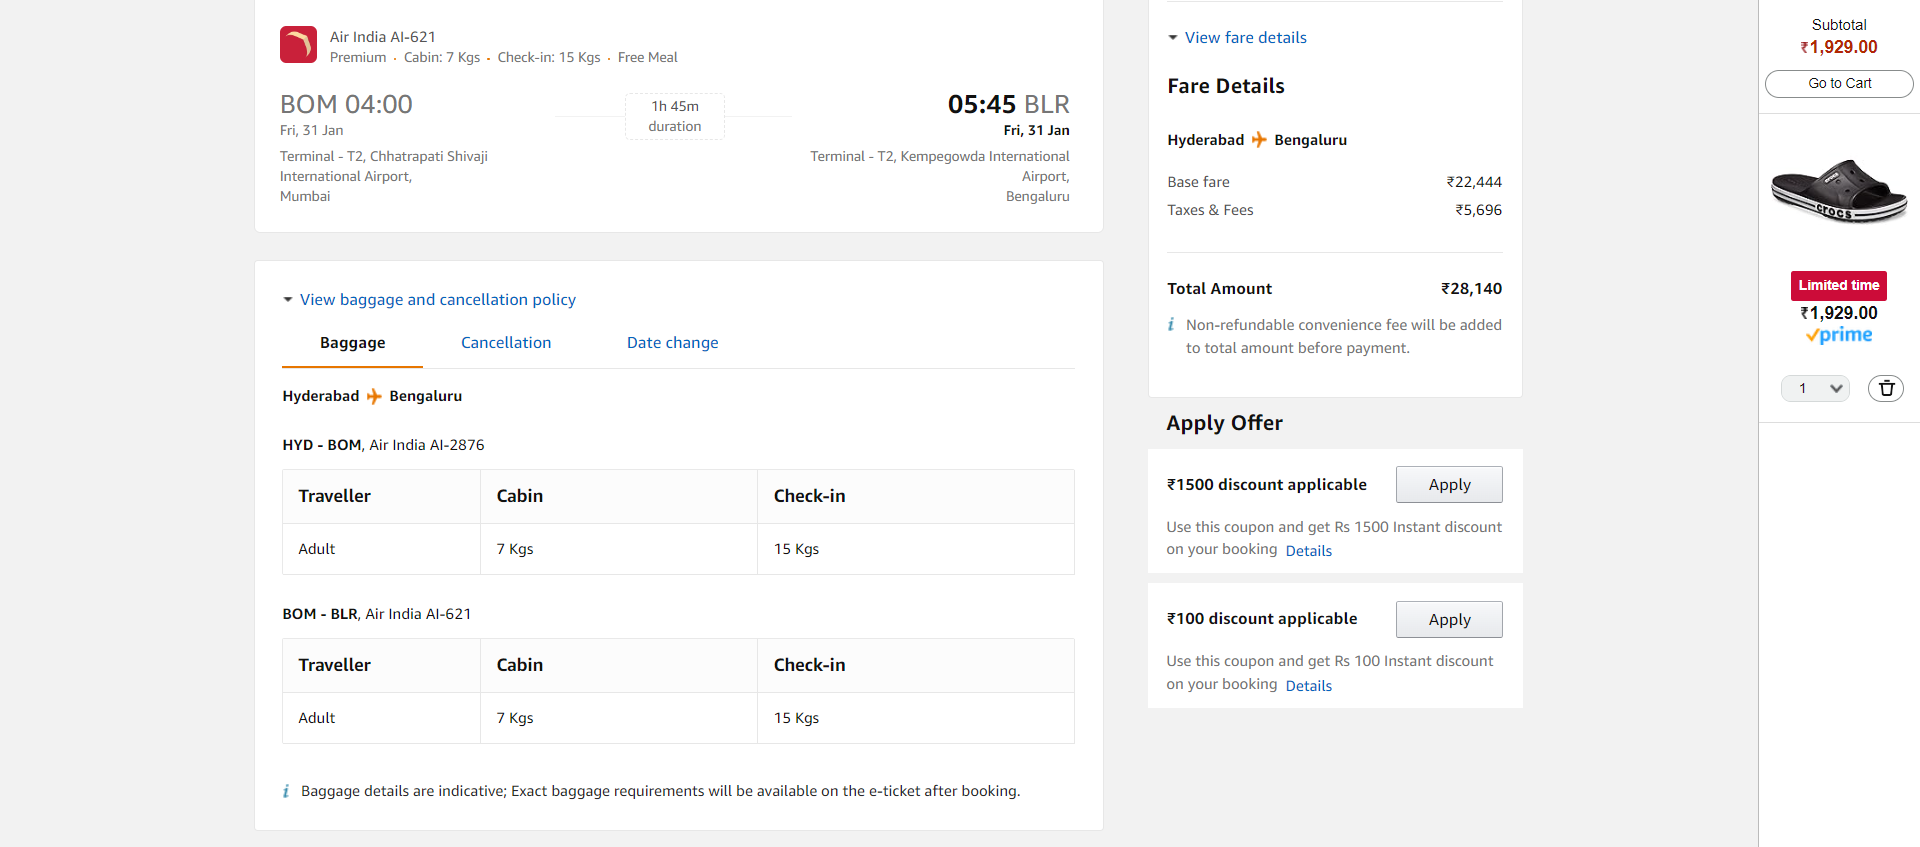 Air India AI-621
Premium · Cabin: 7 Kgs · Check-in: 15 Kgs · Free Meal
BOM 04:00
Fri, 31 Jan
Terminal - T2, Chhatrapati Shivaji
International Airport,
Mumbai
1h 45m
duration
05:45 BLR
Fri, 31 Jan
Terminal - T2, Kempegowda International
Airport,
Bengaluru
View baggage and cancellation policy
Baggage Cancellation Date change
Hyderabad Bengaluru
HYD - BOM, Air India AI-2876
Traveller Cabin Check-in
Adult 7 Kgs 15 Kgs
BOM - BLR, Air India AI-621
Traveller Cabin Check-in
Adult 7 Kgs 15 Kgs
i Baggage details are indicative; Exact baggage requirements will be available on the e-ticket after booking.
View fare details
Fare Details
Hyderabad Bengaluru
Base fare ₹22,444
Taxes & Fees ₹5,696
Total Amount ₹28,140
i Non-refundable convenience fee will be added
to total amount before payment.
Apply Offer
₹1500 discount applicable Apply
Use this coupon and get Rs 1500 Instant discount
on your booking Details
₹100 discount applicable Apply
Use this coupon and get Rs 100 Instant discount
on your booking Details
Subtotal
₹1,929.00
Go to Cart
crocs
crocs
Limited time
₹1,929.00
prime
1